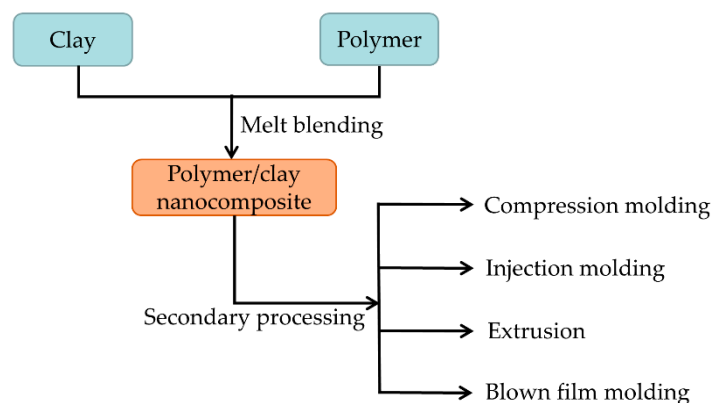 Clay
Polymer
Melt blending
Polymer/clay
nanocomposite
Secondary processing
Compression molding
Injection molding
Extrusion
Blown film molding